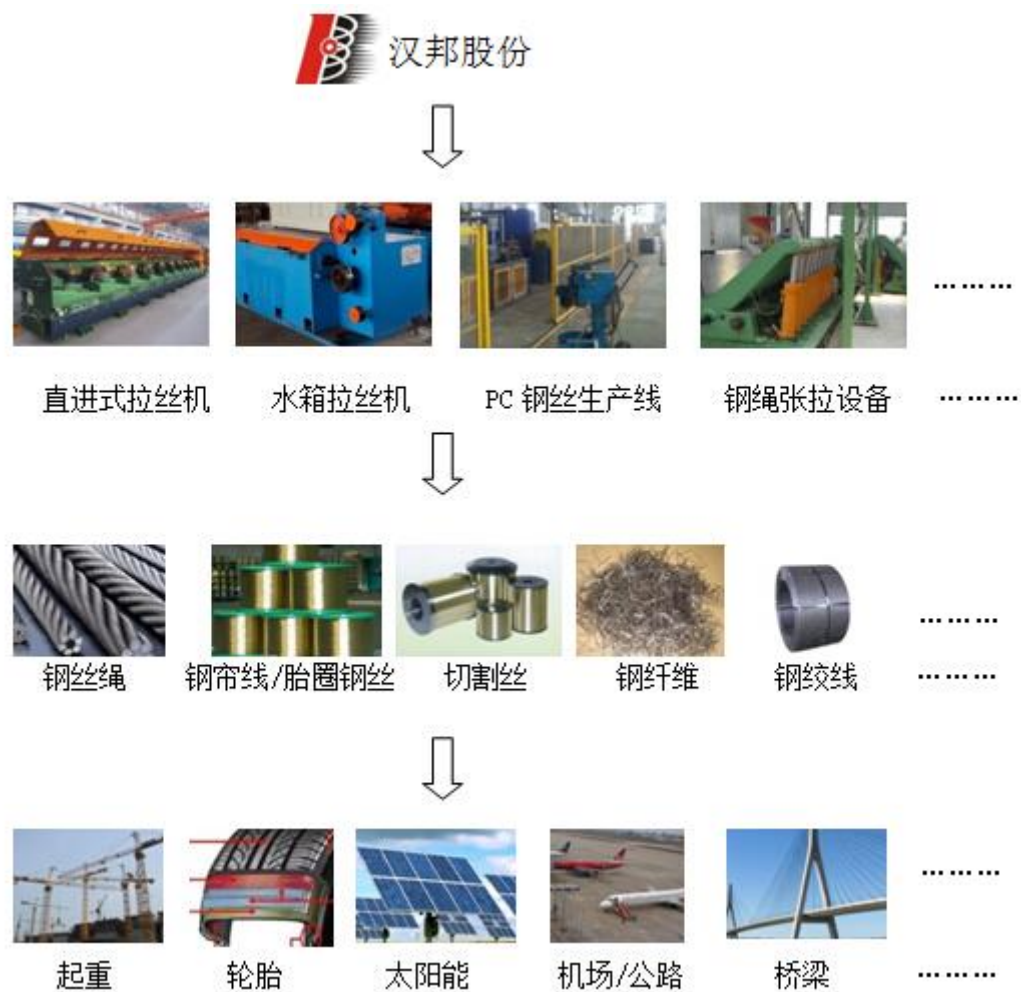 汉邦股份
………
直进式拉丝机 水箱拉丝机 PC 钢丝生产线 钢绳张拉设备 ………
………
钢丝绳 钢帘线/胎圈钢丝 切割丝 钢纤维 钢绞线 ………
………
起重 轮胎 太阳能 机场/公路 桥梁 ………